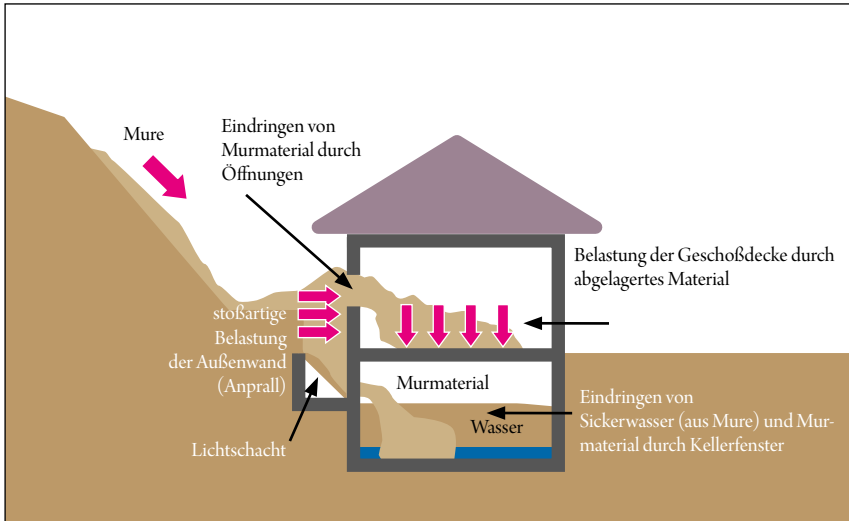 Mure
Eindringen von
Murmaterial durch
Öffnungen
Belastung der Geschoßdecke durch
abgelagertes Material
stoßartige
Belastung
der Außenwand
(Anprall)
Murmaterial
Wasser
Eindringen von
Sickerwasser (aus Mure) und Mur-
material durch Kellerfenster
Lichtschacht